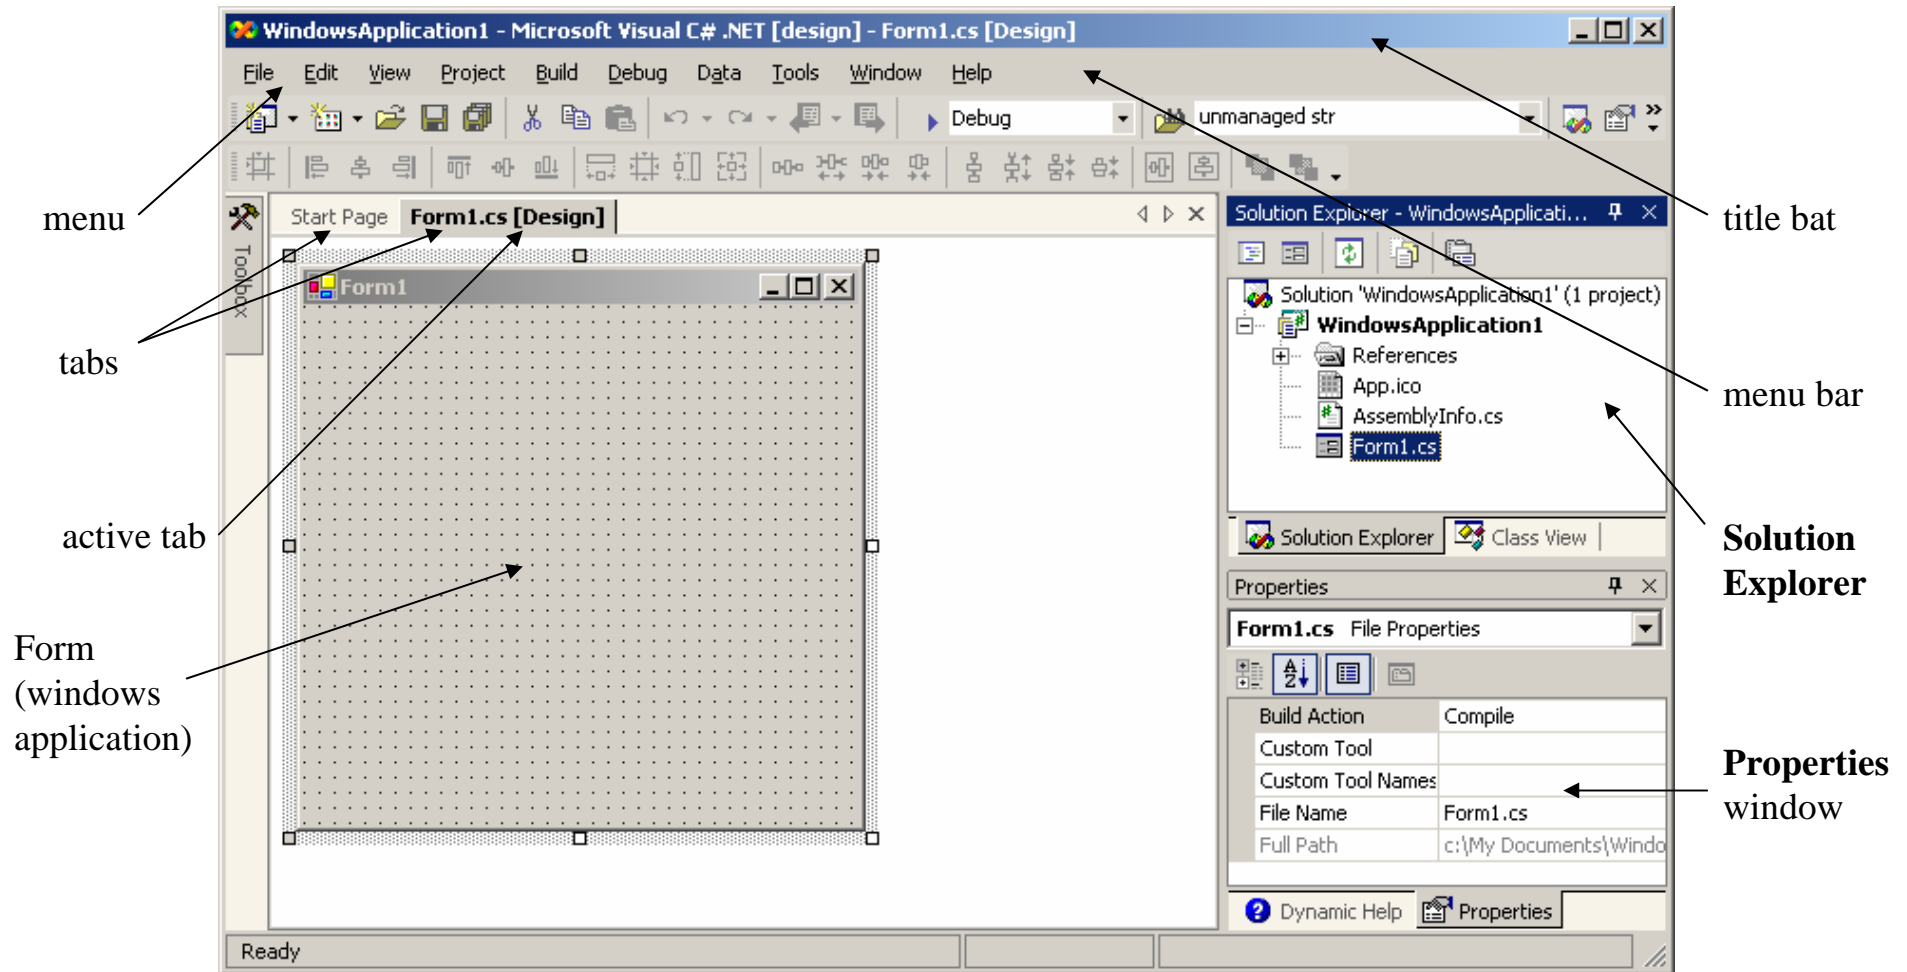 WindowsApplication1 - Microsoft Visual C# .NET [design] - Form1.cs [Design]
File Edit View Project Build Debug Data Tools Window Help
Debug unmanaged str
menu
Toolbox
Start Page Form1.cs [Design]
Solution Explorer - WindowsApplicati...
title bat
Form1
Solution 'WindowsApplication1' (1 project)
WindowsApplication1
References
App.ico
AssemblyInfo.cs
Form1.cs
tabs
menu bar
active tab
Solution Explorer Class View
Solution
Explorer
Properties
Form1.cs File Properties
Form
(windows
application)
Build Action Compile
Custom Tool
Custom Tool Names
File Name Form1.cs
Full Path c:\My Documents\Windo
Properties
window
Dynamic Help Properties
Ready